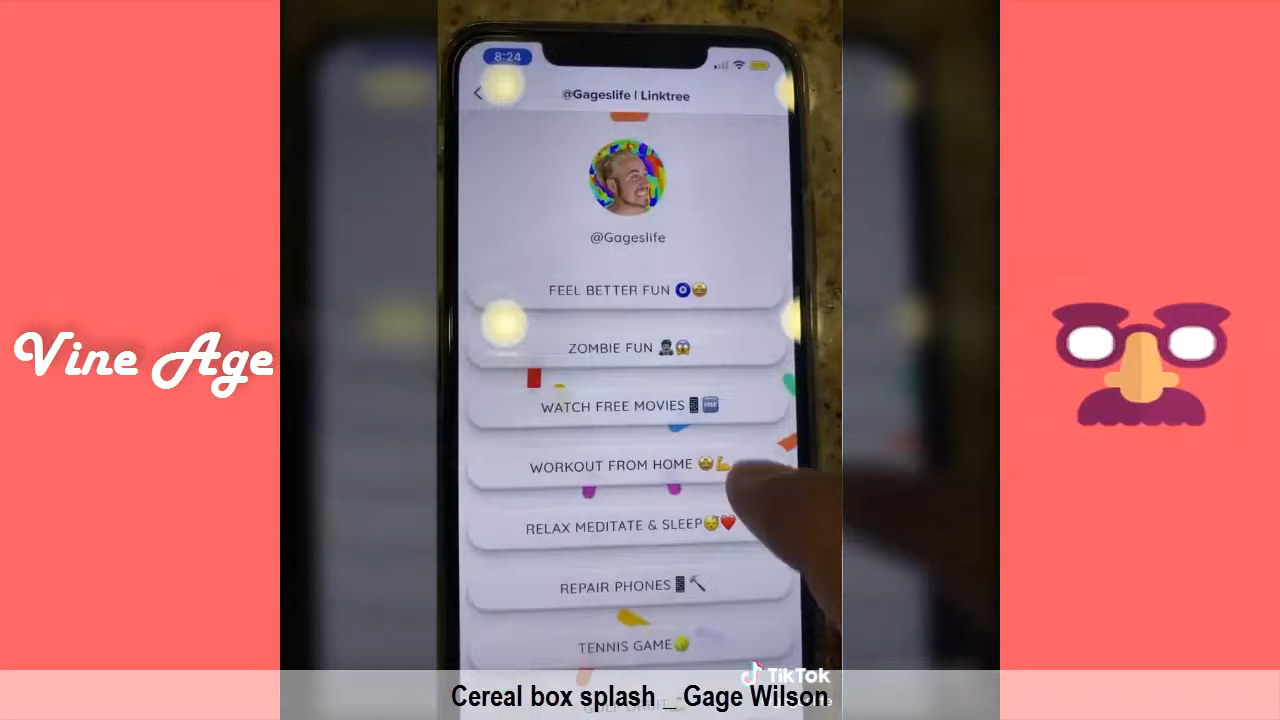 8:24
@Gageslife | Linktree
@Gageslife
FEEL BETTER FUN 🧿🤩
ZOMBIE FUN 🧟🏿‍♂️😱
WATCH FREE MOVIES📱🆓
WORKOUT FROM HOME 🤩💪
RELAX MEDITATE & SLEEP😴❤️
REPAIR PHONES📱🔨
TENNIS GAME🎾
Vine Age
TikTok
Cereal box splash _ Gage Wilson